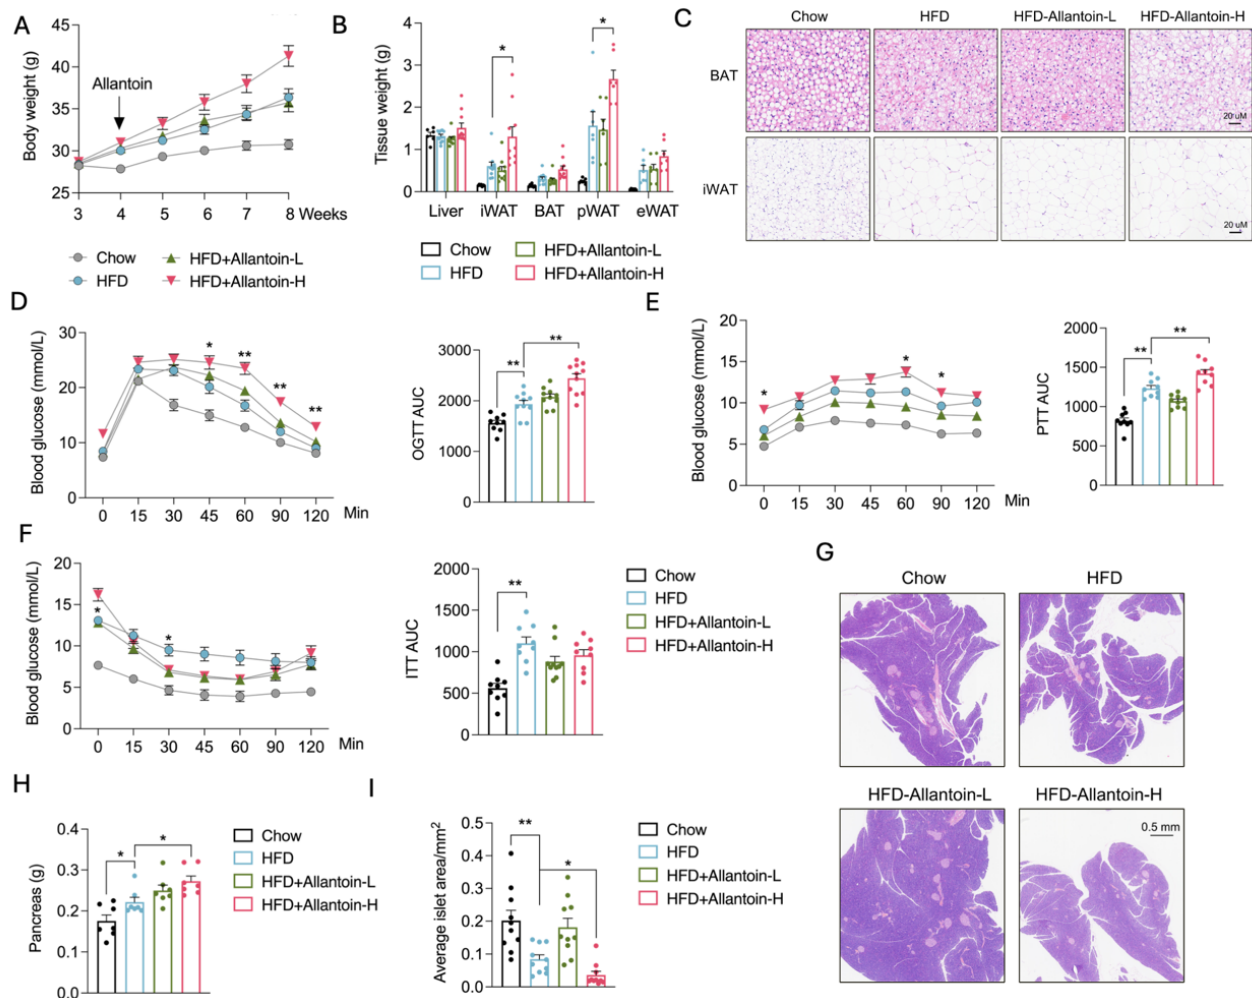 A
Body weight (g)
45
40
35
30
25
Allantoin
3 4 5 6 7 8 Weeks
Chow
HFD
HFD+Allantoin-L
HFD+Allantoin-H
B
Tissue weight (g)
4
3
2
1
0
*
*
Liver iWAT BAT pWAT eWAT
Chow
HFD
HFD+Allantoin-L
HFD+Allantoin-H
C
Chow HFD HFD-Allantoin-L HFD-Allantoin-H
BAT
20 uM
iWAT
20 uM
D
Blood glucose (mmol/L)
30
20
10
0
* ** ** **
0 15 30 45 60 90 120 Min
OGTT AUC
3000
2000
1000
0
** **
E
Blood glucose (mmol/L)
20
15
10
5
0
* * *
0 15 30 45 60 90 120 Min
PTT AUC
2000
1500
1000
500
0
** **
F
Blood glucose (mmol/L)
20
15
10
5
0
* *
0 15 30 45 60 90 120 Min
ITT AUC
2000
1500
1000
500
0
**
Chow
HFD
HFD+Allantoin-L
HFD+Allantoin-H
G
Chow HFD
HFD-Allantoin-L HFD-Allantoin-H
0.5 mm
H
Pancreas (g)
0.4
0.3
0.2
0.1
0.0
* *
Chow
HFD
HFD+Allantoin-L
HFD+Allantoin-H
I
Average islet area/mm²
0.5
0.4
0.3
0.2
0.1
0.0
** *
Chow
HFD
HFD+Allantoin-L
HFD+Allantoin-H